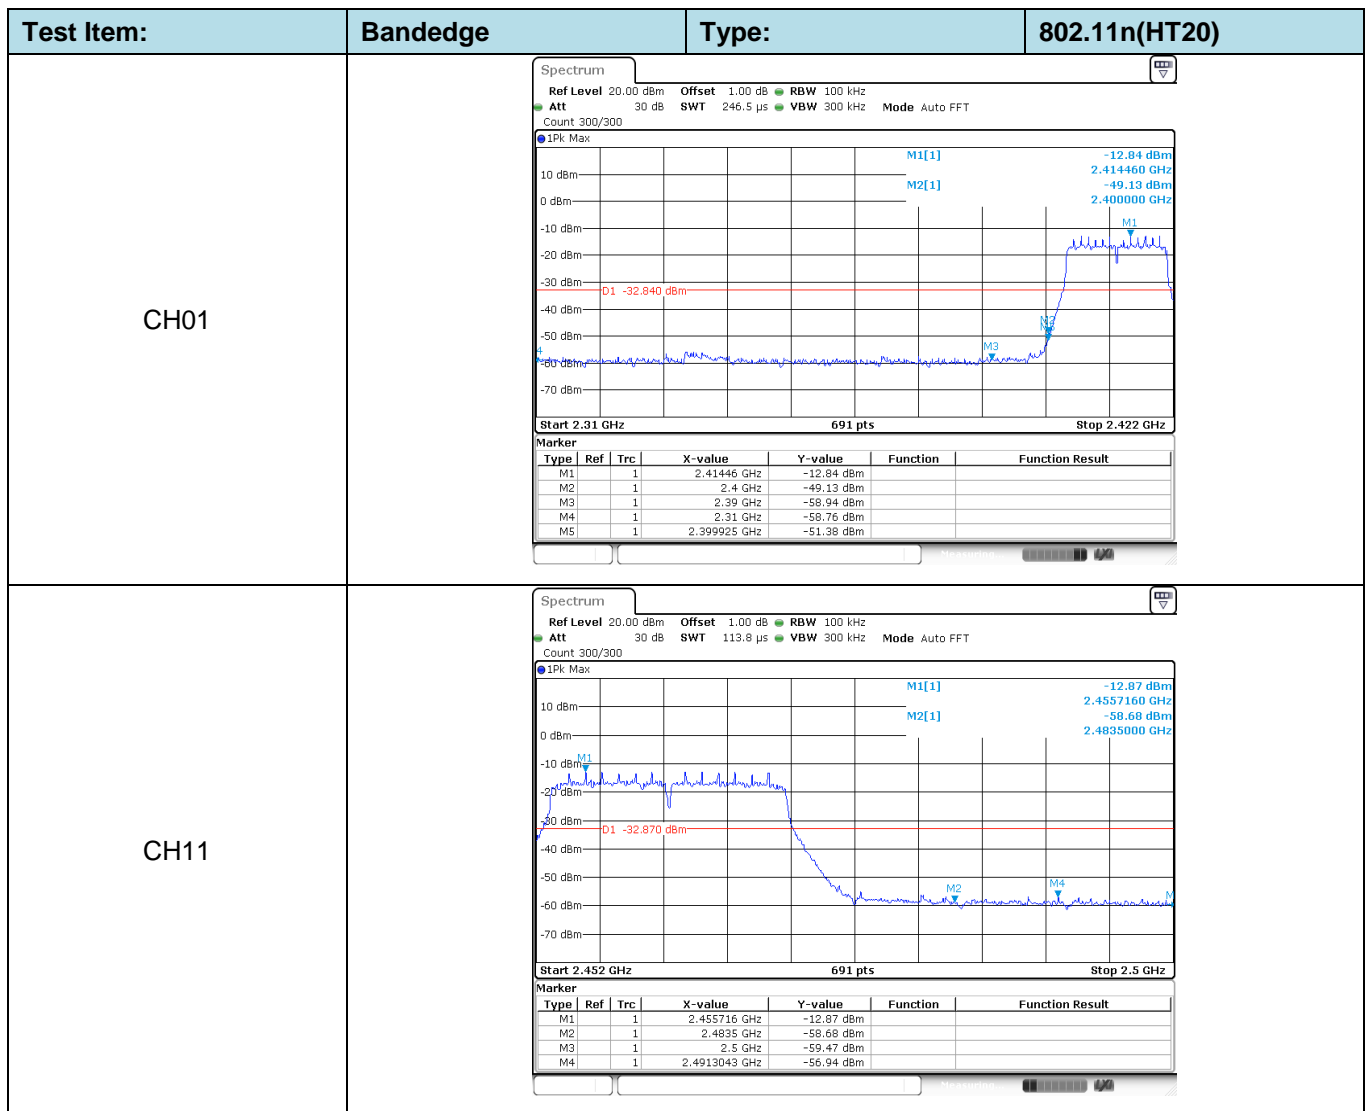 Test Item: Bandedge Type: 802.11n(HT20)
CH01
Spectrum
Ref Level 20.00 dBm Offset 1.00 dB RBW 100 kHz
Att 30 dB SWT 246.5 µs VBW 300 kHz Mode Auto FFT
Count 300/300
1Pk Max
M1[1] -12.84 dBm
2.414460 GHz
M2[1] -49.13 dBm
2.400000 GHz
10 dBm
0 dBm
-10 dBm
M1
-20 dBm
-30 dBm
D1 -32.840 dBm
-40 dBm
-50 dBm
M3
4
-60 dBm
-70 dBm
Start 2.31 GHz 691 pts Stop 2.422 GHz
Marker
Type Ref Trc X-value Y-value Function Function Result
M1 1 2.41446 GHz -12.84 dBm
M2 1 2.4 GHz -49.13 dBm
M3 1 2.39 GHz -58.94 dBm
M4 1 2.31 GHz -58.76 dBm
M5 1 2.399925 GHz -51.38 dBm
Measuring...
CH11
Spectrum
Ref Level 20.00 dBm Offset 1.00 dB RBW 100 kHz
Att 30 dB SWT 113.8 µs VBW 300 kHz Mode Auto FFT
Count 300/300
1Pk Max
M1[1] -12.87 dBm
2.4557160 GHz
M2[1] -58.68 dBm
2.4835000 GHz
10 dBm
0 dBm
M1
-10 dBm
-20 dBm
-30 dBm
D1 -32.870 dBm
-40 dBm
-50 dBm
M2 M4 M
-60 dBm
-70 dBm
Start 2.452 GHz 691 pts Stop 2.5 GHz
Marker
Type Ref Trc X-value Y-value Function Function Result
M1 1 2.455716 GHz -12.87 dBm
M2 1 2.4835 GHz -58.68 dBm
M3 1 2.5 GHz -59.47 dBm
M4 1 2.4913043 GHz -56.94 dBm
Measuring...